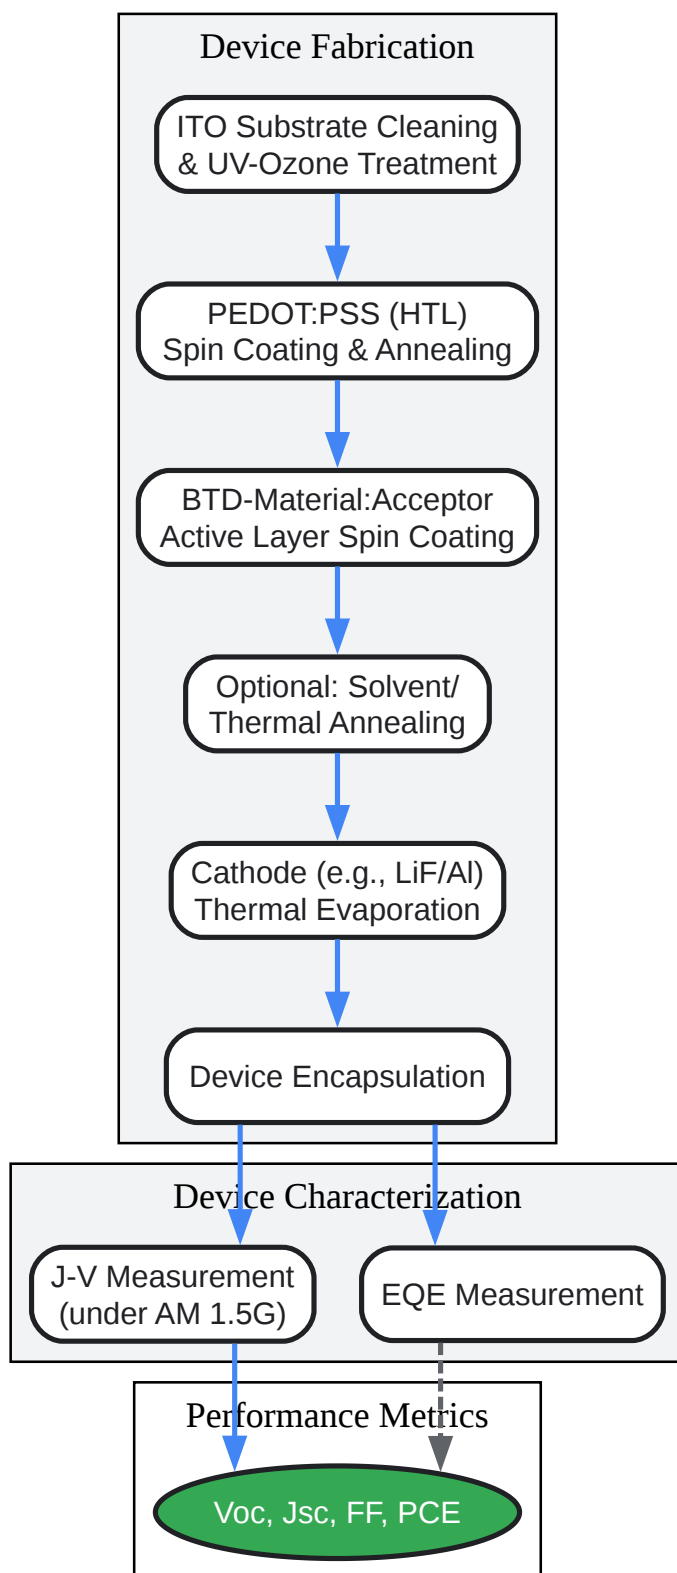 Device Fabrication
ITO Substrate Cleaning
& UV-Ozone Treatment
PEDOT:PSS (HTL)
Spin Coating & Annealing
BTD-Material:Acceptor
Active Layer Spin Coating
Optional: Solvent/
Thermal Annealing
Cathode (e.g., LiF/Al)
Thermal Evaporation
Device Encapsulation
Device Characterization
J-V Measurement
(under AM 1.5G)
EQE Measurement
Performance Metrics
Voc, Jsc, FF, PCE